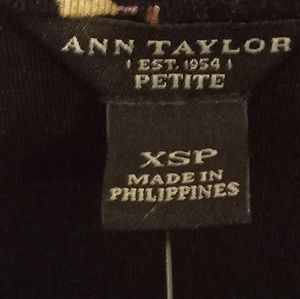 ANN TAYLOR
EST. 1954
PETITE
XSP
MADE IN
PHILIPPINES